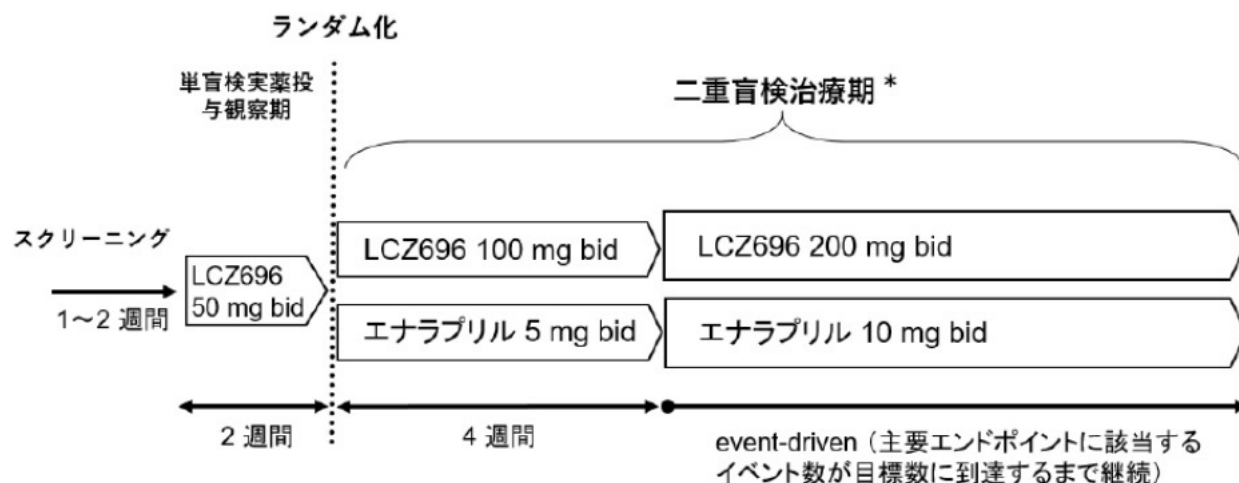 ランダム化
単盲検実薬投
与観察期
二重盲検治療期 *
スクリーニング
1～2 週間
LCZ696
50 mg bid
LCZ696 100 mg bid
LCZ696 200 mg bid
エナラプリル 5 mg bid
エナラプリル 10 mg bid
2 週間
4 週間
event-driven（主要エンドポイントに該当する
イベント数が目標数に到達するまで継続）